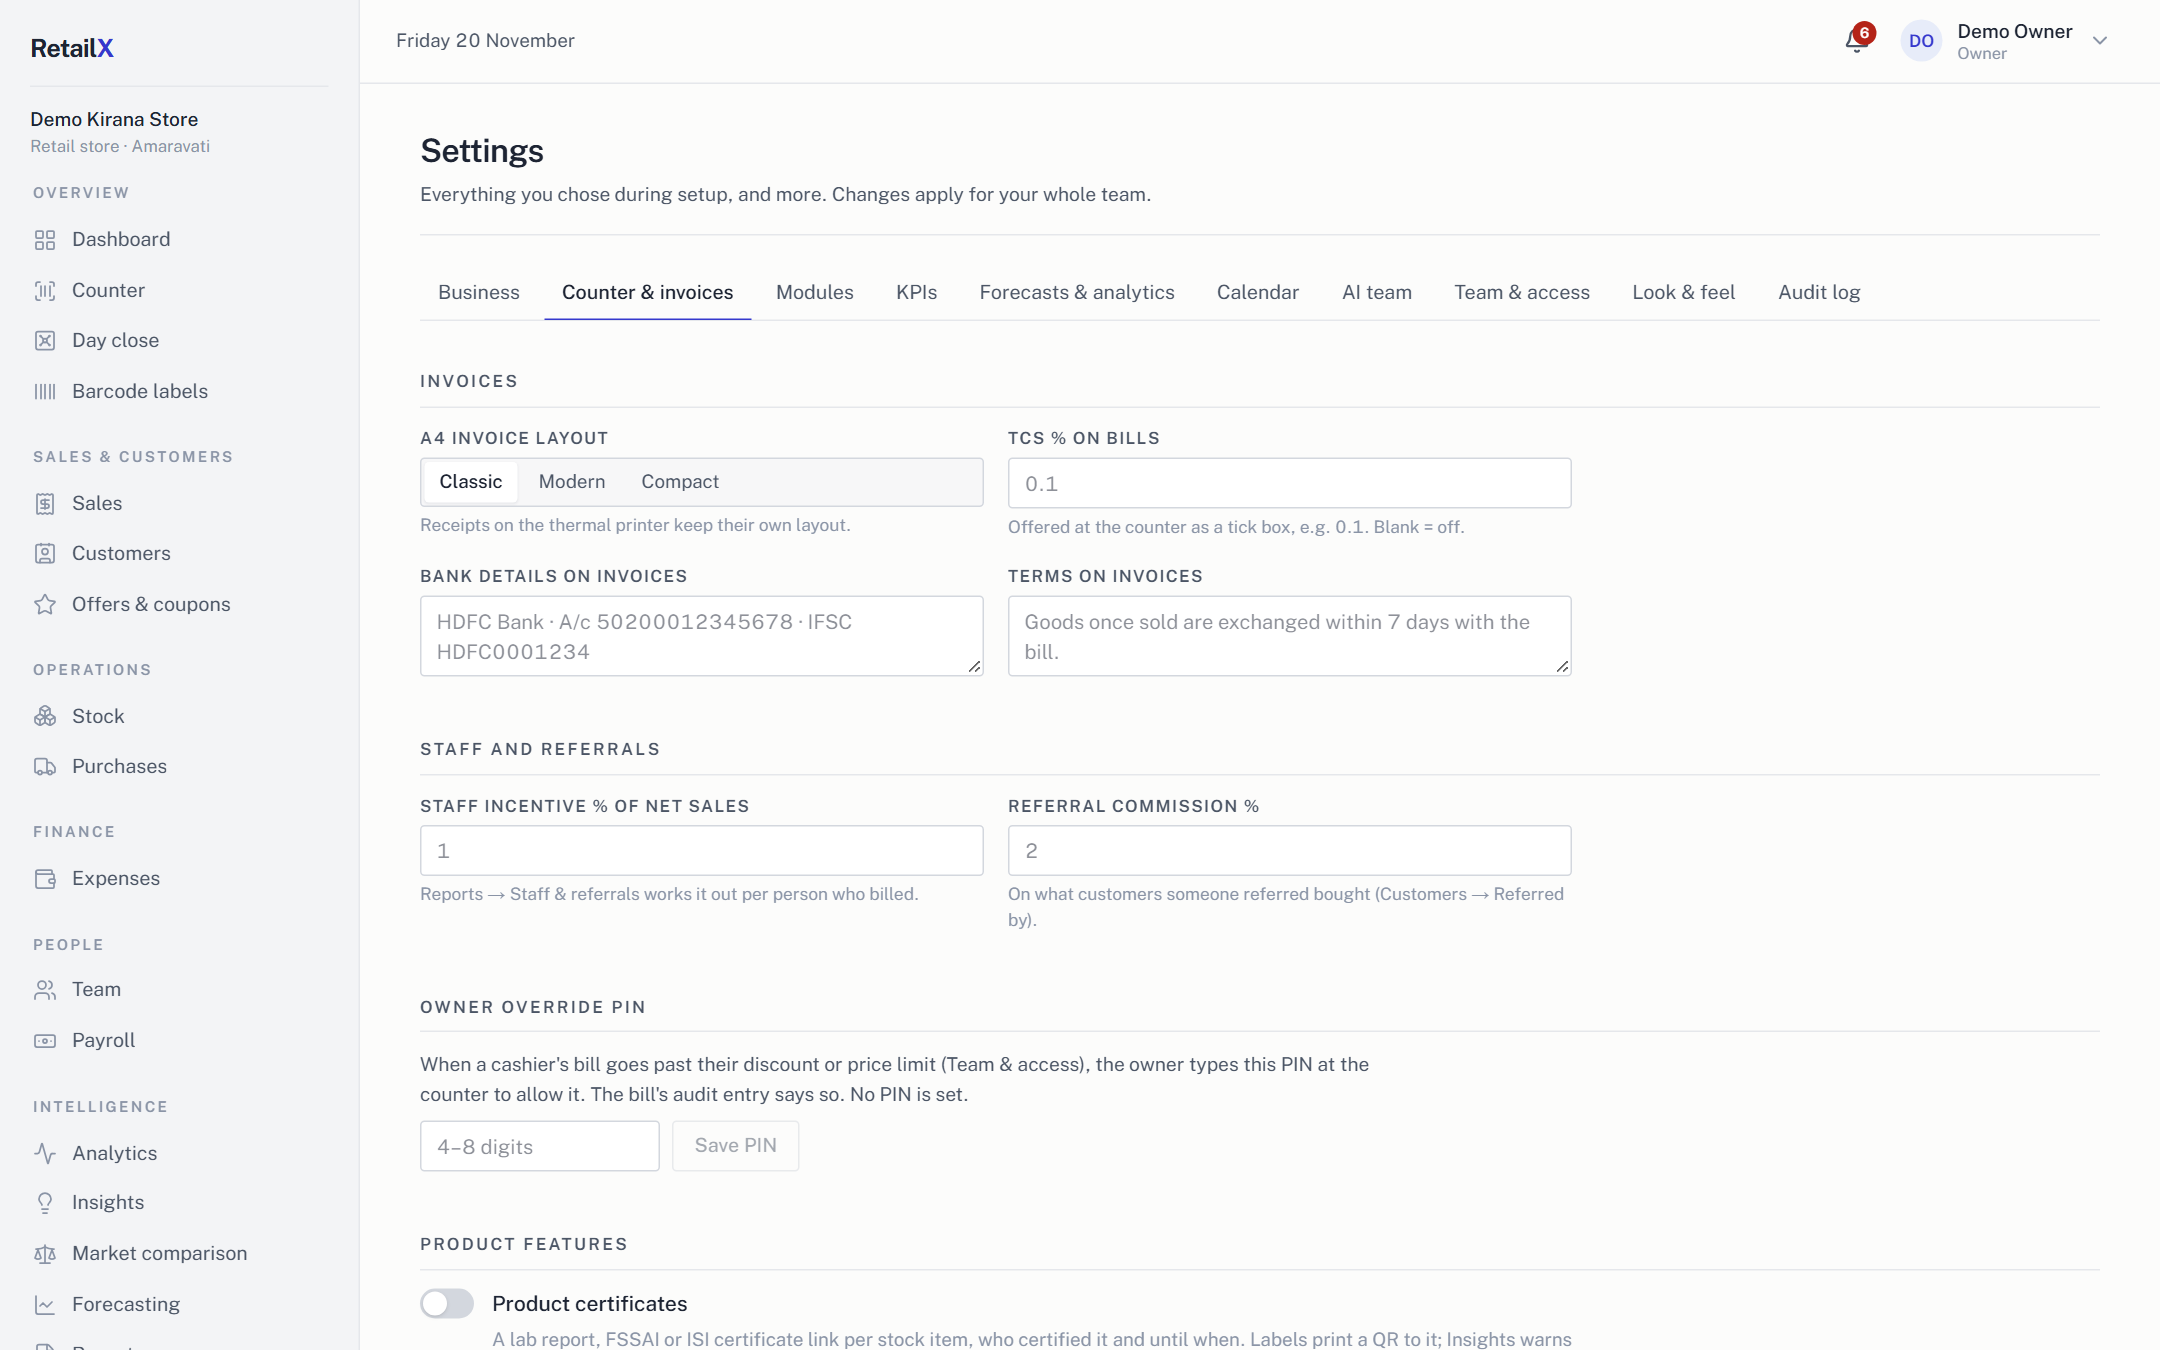 RetailX
Demo Kirana Store
Retail store · Amaravati
OVERVIEW
Dashboard
Counter
Day close
Barcode labels
SALES & CUSTOMERS
Sales
Customers
Offers & coupons
OPERATIONS
Stock
Purchases
FINANCE
Expenses
PEOPLE
Team
Payroll
INTELLIGENCE
Analytics
Insights
Market comparison
Forecasting
Friday 20 November
6
DO
Demo Owner
Owner
Settings
Everything you chose during setup, and more. Changes apply for your whole team.
Business Counter & invoices Modules KPIs Forecasts & analytics Calendar AI team Team & access Look & feel Audit log
INVOICES
A4 INVOICE LAYOUT
Classic Modern Compact
Receipts on the thermal printer keep their own layout.
TCS % ON BILLS
0.1
Offered at the counter as a tick box, e.g. 0.1. Blank = off.
BANK DETAILS ON INVOICES
HDFC Bank · A/c 50200012345678 · IFSC
HDFC0001234
TERMS ON INVOICES
Goods once sold are exchanged within 7 days with the
bill.
STAFF AND REFERRALS
STAFF INCENTIVE % OF NET SALES
1
Reports → Staff & referrals works it out per person who billed.
REFERRAL COMMISSION %
2
On what customers someone referred bought (Customers → Referred
by).
OWNER OVERRIDE PIN
When a cashier's bill goes past their discount or price limit (Team & access), the owner types this PIN at the
counter to allow it. The bill's audit entry says so. No PIN is set.
4–8 digits
Save PIN
PRODUCT FEATURES
Product certificates
A lab report, FSSAI or ISI certificate link per stock item, who certified it and until when. Labels print a QR to it; Insights warns